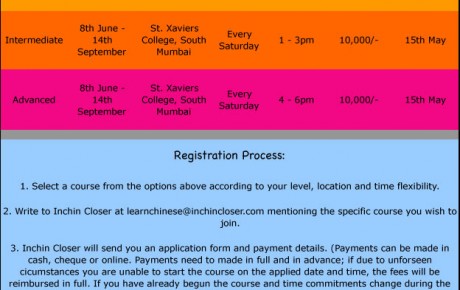 8th June - St. Xaviers Every
Intermediate 14th College, South Saturday 1 - 3pm 10,000/- 15th May
September Mumbai
8th June - St. Xaviers Every
Advanced 14th College, South Saturday 4 - 6pm 10,000/- 15th May
September Mumbai
Registration Process:
1. Select a course from the options above according to your level, location and time flexibility.
2. Write to Inchin Closer at learnchinese@inchincloser.com mentioning the specific course you wish to
join.
3. Inchin Closer will send you an application form and payment details. (Payments can be made in
cash, cheque or online. Payments need to made in full and in advance; if due to unforseen
cicumstances you are unable to start the course on the applied date and time, the fees will be
reimbursed in full. If you have already begun the course and time commitments change during the